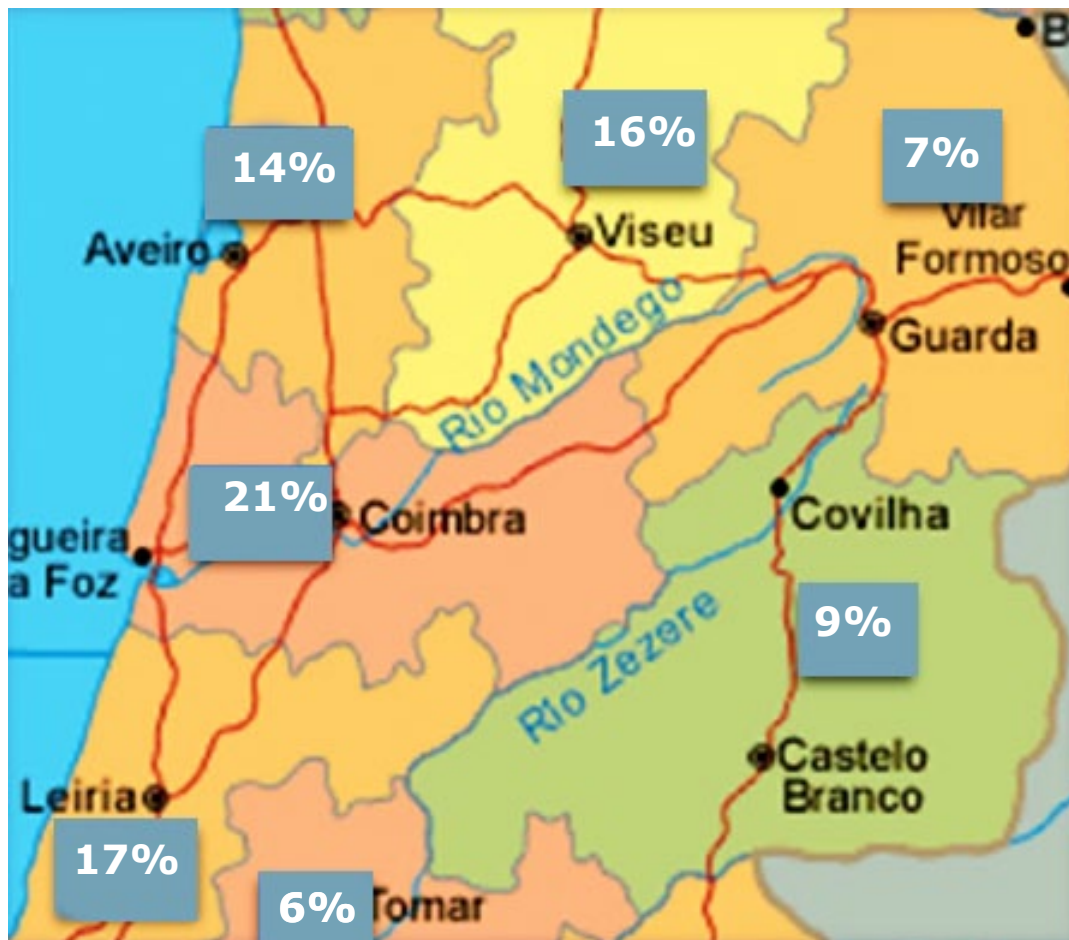 B
16%
7%
14%
Vilar
Formoso
Aveiro
Viseu
Rio Mondego
Guarda
21%
Coimbra
Covilha
gueira
a Foz
9%
Rio Zezere
Castelo
Branco
Leiria
17%
6%
Tomar